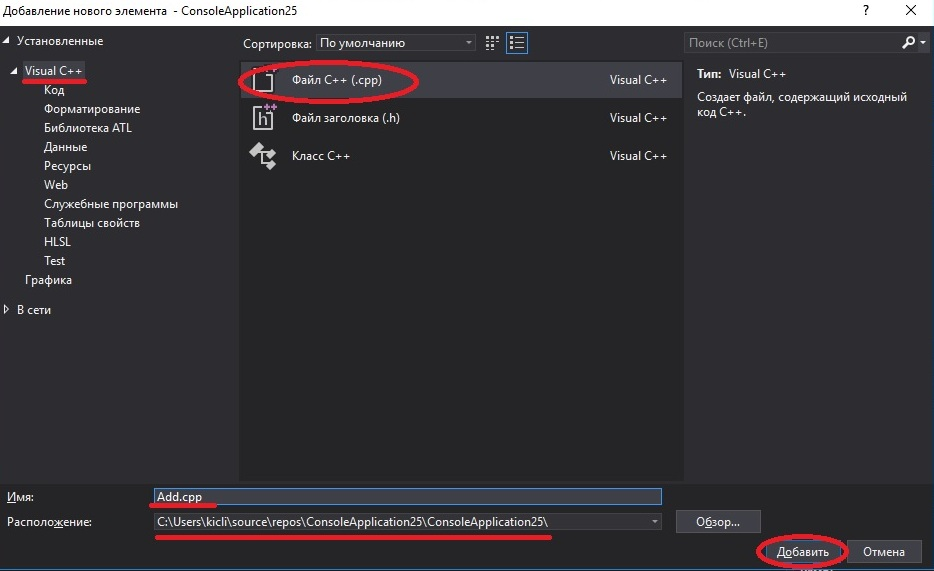 Добавление нового элемента - ConsoleApplication25
? ×
Установленные
Visual C++
Код
Форматирование
Библиотека ATL
Данные
Ресурсы
Web
Служебные программы
Таблицы свойств
HLSL
Test
Графика
В сети
Сортировка: По умолчанию
Файл C++ (.cpp) Visual C++
Файл заголовка (.h) Visual C++
Класс C++ Visual C++
Поиск (Ctrl+E)
Тип: Visual C++
Создает файл, содержащий исходный
код C++.
Имя: Add.cpp
Расположение: C:\Users\kicli\source\repos\ConsoleApplication25\ConsoleApplication25\
Обзор...
Добавить Отмена